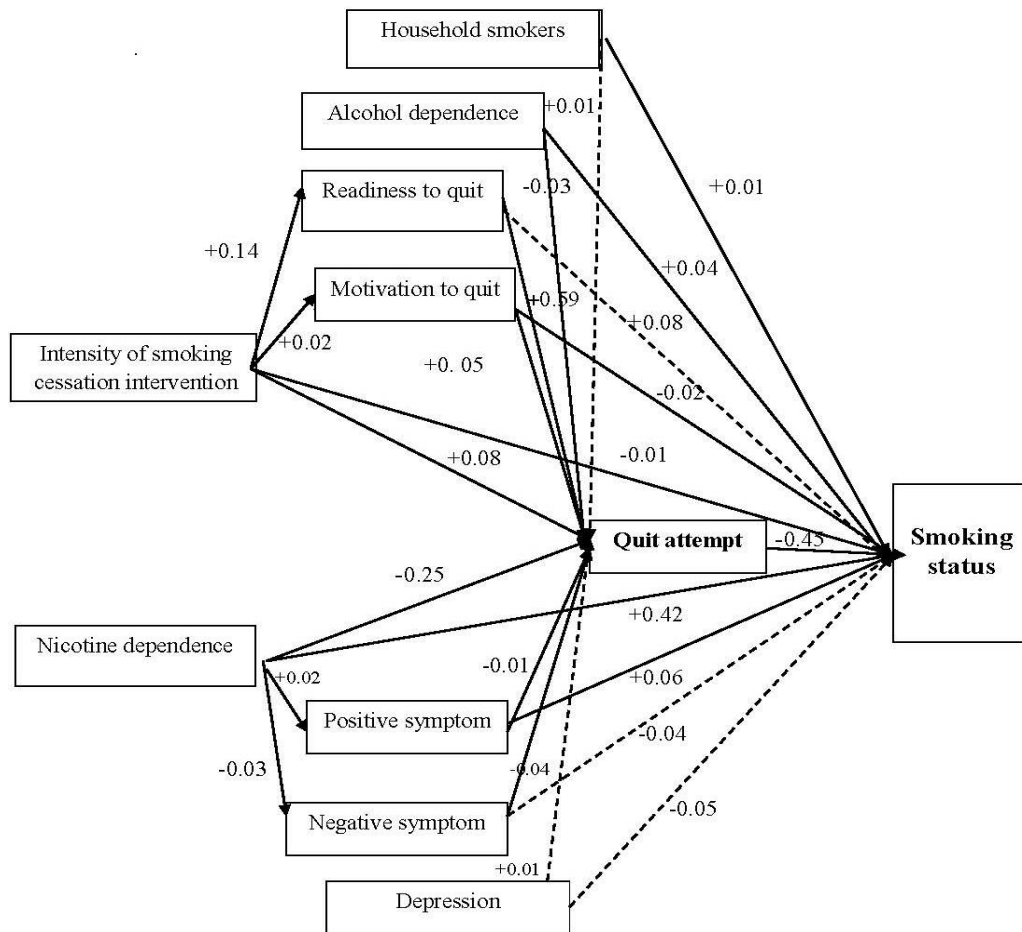 Household smokers
+0.01
Alcohol dependence
Readiness to quit
-0.03
+0.01
+0.14
+0.04
Motivation to quit
+0.59
+0.08
Intensity of smoking
cessation intervention
+0.02
+0. 05
-0.02
+0.08
-0.01
Quit attempt
-0.45
Smoking
status
-0.25
+0.42
Nicotine dependence
+0.02
-0.01
+0.06
Positive symptom
-0.04
-0.03
-0.04
Negative symptom
-0.05
+0.01
Depression